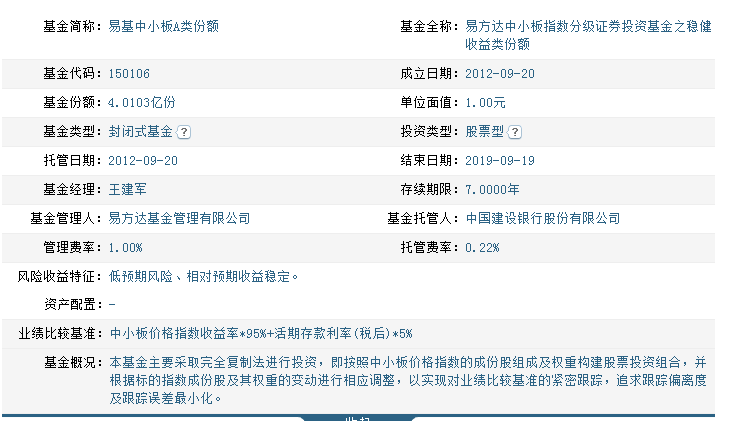 基金简称：易基中小板A类份额 基金全称：易方达中小板指数分级证券投资基金之稳健
收益类份额
基金代码：150106 成立日期：2012-09-20
基金份额：4.0103亿份 单位面值：1.00元
基金类型：封闭式基金 ? 投资类型：股票型 ?
托管日期：2012-09-20 结束日期：2019-09-19
基金经理：王建军 存续期限：7.0000年
基金管理人：易方达基金管理有限公司 基金托管人：中国建设银行股份有限公司
管理费率：1.00% 托管费率：0.22%
风险收益特征：低预期风险、相对预期收益稳定。
资产配置：-
业绩比较基准：中小板价格指数收益率*95%+活期存款利率(税后)*5%
基金概况：本基金主要采取完全复制法进行投资，即按照中小板价格指数的成份股组成及权重构建股票投资组合，并
根据标的指数成份股及其权重的变动进行相应调整，以实现对业绩比较基准的紧密跟踪，追求跟踪偏离度
及跟踪误差最小化。